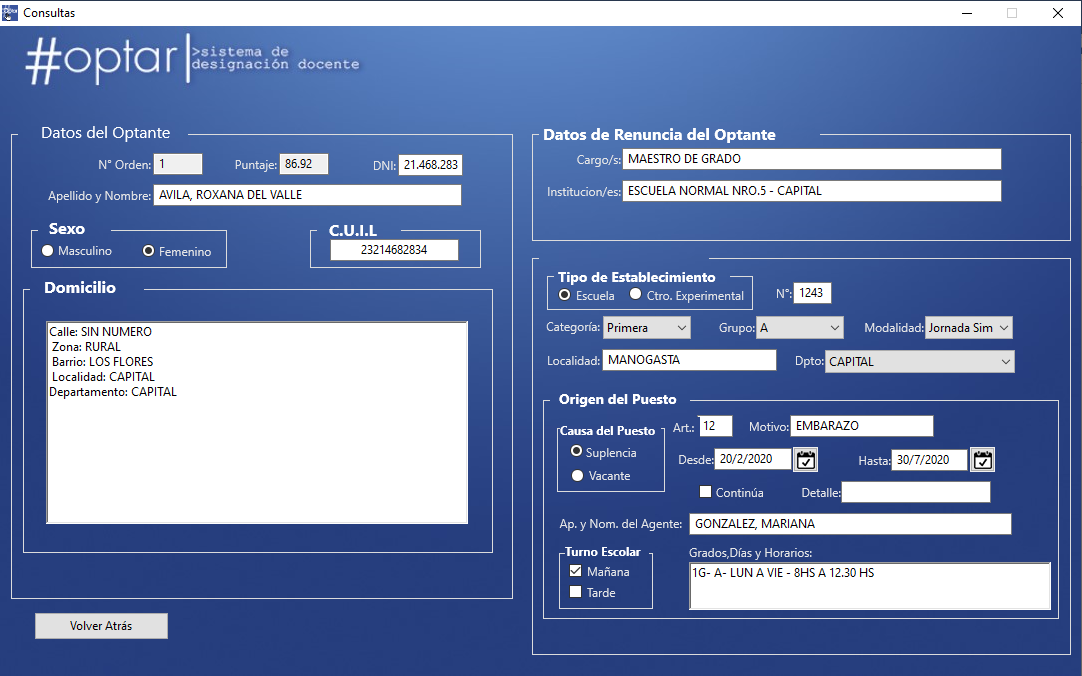 Consultas
#optar
>sistema de
designación docente
Datos del Optante
N° Orden: 1 Puntaje: 86.92 DNI: 21.468.283
Apellido y Nombre: AVILA, ROXANA DEL VALLE
Sexo
Masculino Femenino
C.U.I.L
23214682834
Domicilio
Calle: SIN NUMERO
Zona: RURAL
Barrio: LOS FLORES
Localidad: CAPITAL
Departamento: CAPITAL
Volver Atrás
Datos de Renuncia del Optante
Cargo/s: MAESTRO DE GRADO
Institucion/es: ESCUELA NORMAL NRO.5 - CAPITAL
Tipo de Establecimiento
Escuela Ctro. Experimental N°: 1243
Categoría: Primera Grupo: A Modalidad: Jornada Sim
Localidad: MANOGASTA Dpto: CAPITAL
Origen del Puesto
Causa del Puesto
Suplencia
Vacante
Art.: 12 Motivo: EMBARAZO
Desde: 20/2/2020 Hasta: 30/7/2020
Continúa Detalle:
Ap. y Nom. del Agente: GONZALEZ, MARIANA
Turno Escolar
Mañana
Tarde
Grados,Días y Horarios:
1G- A- LUN A VIE - 8HS A 12.30 HS